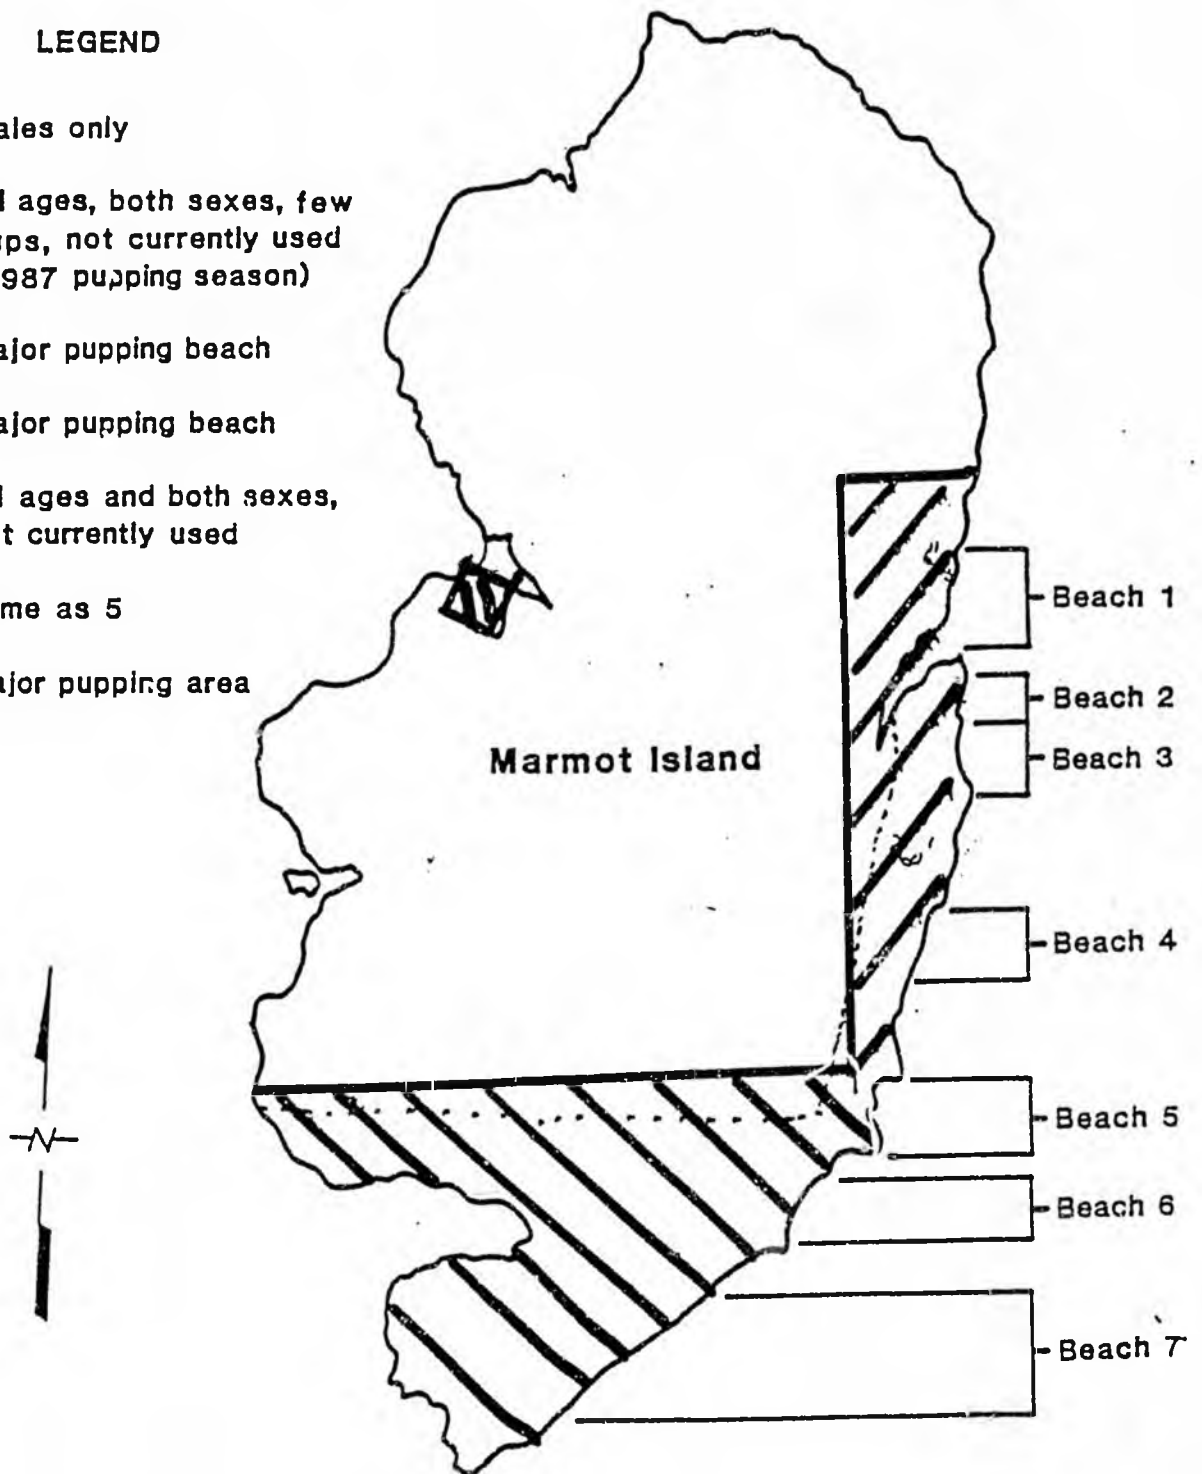 LEGEND
ales only
l ages, both sexes, few
ups, not currently used
987 pupping season)
ajor pupping beach
ajor pupping beach
l ages and both sexes,
t currently used
me as 5
ajor pupping area
Marmot Island
Beach 1
Beach 2
Beach 3
Beach 4
Beach 5
Beach 6
Beach 7
N